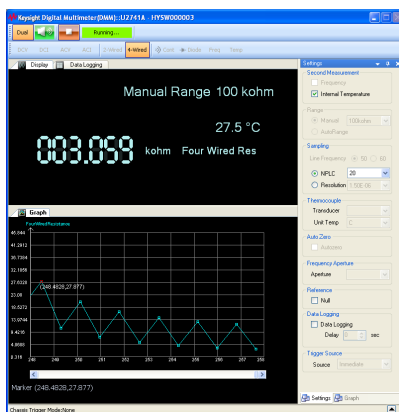 Keysight Digital Multimeter(DMM)::U2741A - HYSW000003
Dual
Running...
DCV DCI ACV ACI 2-Wired 4-Wired Cont Diode Freq Temp
Display Data Logging
Manual Range 100 kohm
27.5 °C
003.059 kohm Four Wired Res
Graph
FourWiredResistance
46.844
41.2912
36.7384
32.1856
27.6328
23.08
18.5272
13.9744
9.4216
4.8688
0.316
248 249 250 251 252 253 254 255 256 257 258
(248.4828,27.877)
Marker (248.4828,27.877)
Chassis Trigger Mode:None
Settings
Second Measurement
Frequency
Internal Temperature
Range
Manual 100kohm
AutoRange
Sampling
Line Frequency 50 60
NPLC 20
Resolution 1.50E-06
Thermocouple
Transducer
Unit Temp C
Auto Zero
Autozero
Frequency Aperture
Aperture
Reference
Null
Data Logging
Data Logging
Delay 0 sec
Trigger Source
Source Immediate
Settings Graph